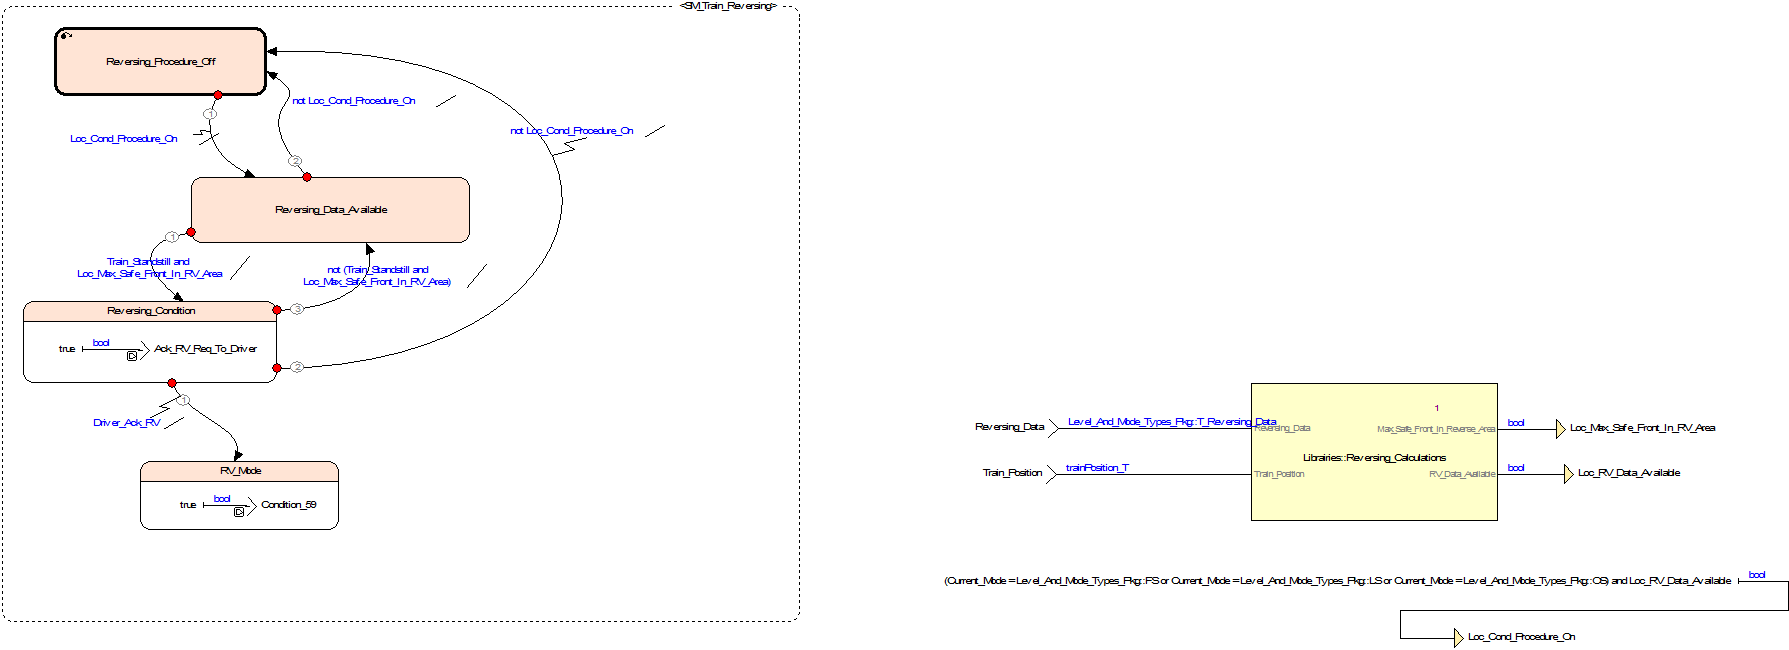 <SM_Train_Reversing>
Reversing_Procedure_Off
not Loc_Cond_Procedure_On
1
Loc_Cond_Procedure_On
not Loc_Cond_Procedure_On
2
Reversing_Data_Available
1
Train_Standstill and
Loc_Max_Safe_Front_In_RV_Area
not (Train_Standstill and
Loc_Max_Safe_Front_In_RV_Area)
Reversing_Condition
3
true
bool
Ack_RV_Req_To_Driver
2
1
Driver_Ack_RV
RV_Mode
true
bool
Condition_59
1
Reversing_Data
Level_And_Mode_Types_Pkg::T_Reversing_Data
Reversing_Data
Max_Safe_Front_In_Reverse_Area
bool
Loc_Max_Safe_Front_In_RV_Area
Librairies::Reversing_Calculations
Train_Position
trainPosition_T
Train_Position
RV_Data_Available
bool
Loc_RV_Data_Available
(Current_Mode = Level_And_Mode_Types_Pkg::FS or Current_Mode = Level_And_Mode_Types_Pkg::LS or Current_Mode = Level_And_Mode_Types_Pkg::OS) and Loc_RV_Data_Available
bool
Loc_Cond_Procedure_On